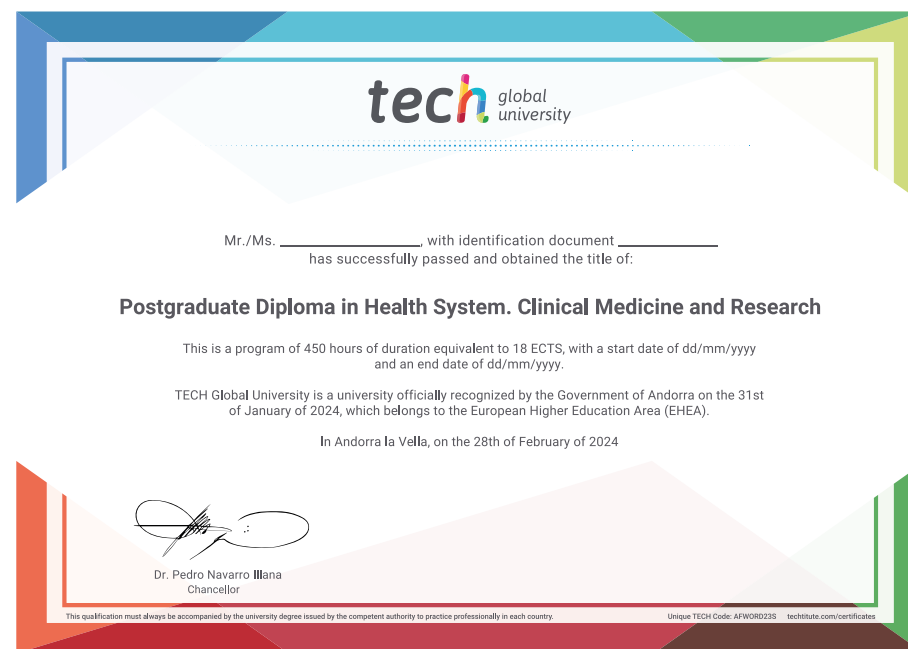 tech global university
Mr./Ms. ____________________, with identification document ______________
has successfully passed and obtained the title of:
Postgraduate Diploma in Health System. Clinical Medicine and Research
This is a program of 450 hours of duration equivalent to 18 ECTS, with a start date of dd/mm/yyyy
and an end date of dd/mm/yyyy.
TECH Global University is a university officially recognized by the Government of Andorra on the 31st
of January of 2024, which belongs to the European Higher Education Area (EHEA).
In Andorra la Vella, on the 28th of February of 2024
Dr. Pedro Navarro Illana
Chancellor
This qualification must always be accompanied by the university degree issued by the competent authority to practice professionally in each country.
Unique TECH Code: AFWORD23S techtitute.com/certificates